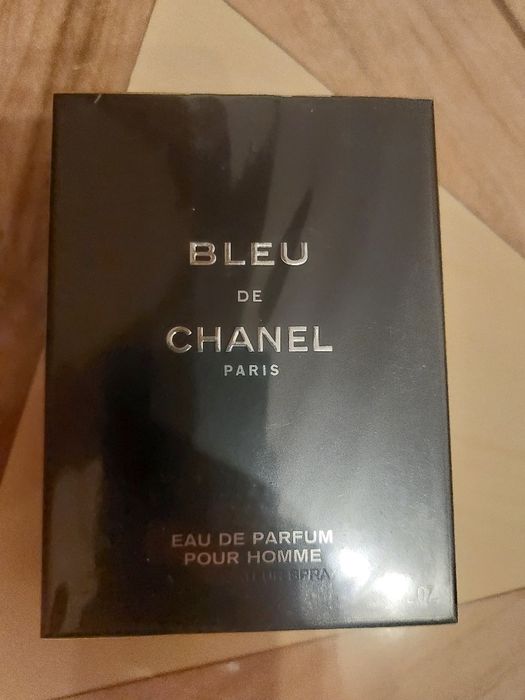 BLEU
DE
CHANEL
PARIS
EAU DE PARFUM
POUR HOMME